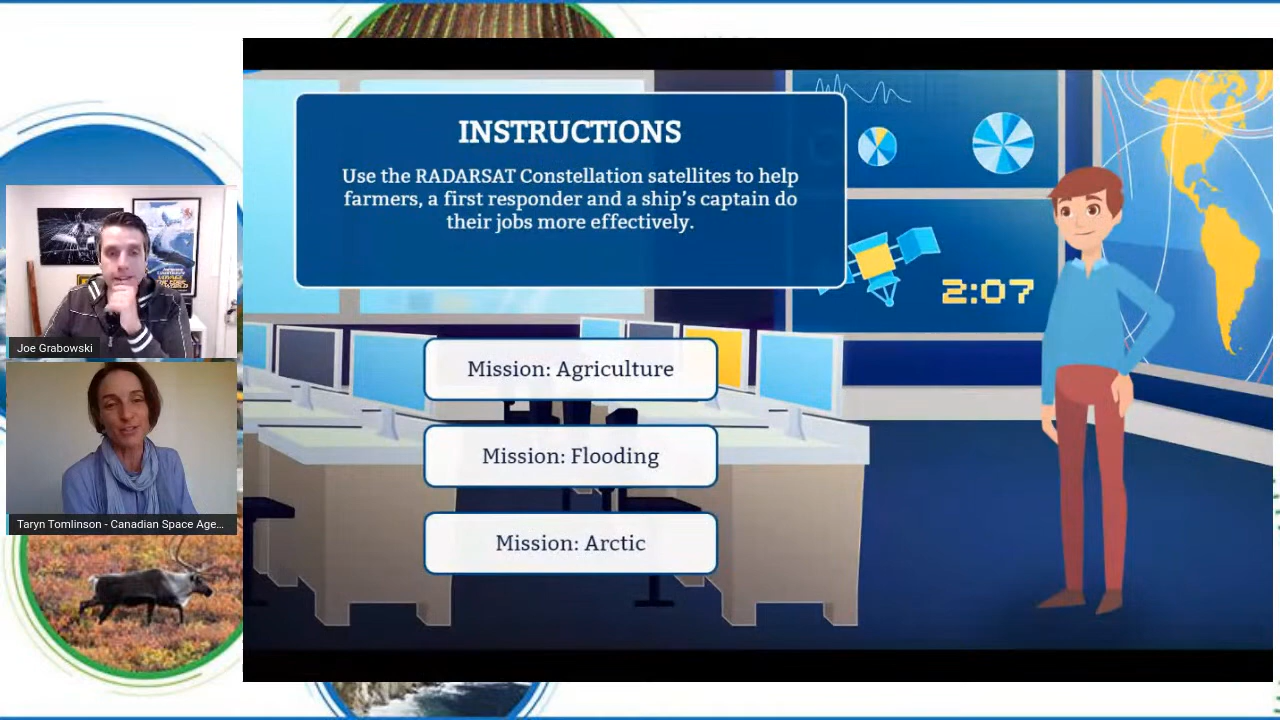 INSTRUCTIONS
Use the RADARSAT Constellation satellites to help
farmers, a first responder and a ship's captain do
their jobs more effectively.
2:07
Mission: Agriculture
Mission: Flooding
Mission: Arctic
Joe Grabowski
Taryn Tomlinson - Canadian Space Age...